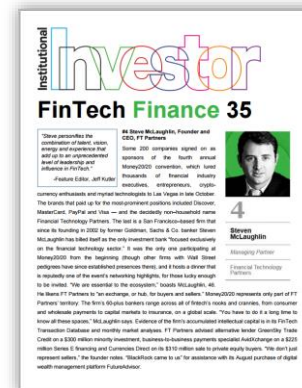 Institutional
Investor
FinTech Finance 35
"Steve personifies the
combination of talent, vision,
energy and experience that
add up to an unprecedented
level of leadership and
influence in FinTech."
-Feature Editor, Jeff Kutler
#4 Steve McLaughlin, Founder and
CEO, FT Partners
Some 200 companies signed on as
sponsors of the fourth annual
Money20/20 convention, which lured
thousands of financial industry
executives, entrepreneurs, crypto-
currency enthusiasts and myriad technologists to Las Vegas in late October.
The brands that paid up for the most-prominent positions included Discover,
MasterCard, PayPal and Visa — and the decidedly non-household name
Financial Technology Partners. The last is a San Francisco-based firm that
since its founding in 2002 by former Goldman, Sachs & Co. banker Steven
McLaughlin has billed itself as the only investment bank "focused exclusively
on the financial technology sector." It was the only one participating at
Money20/20 from the beginning (though other firms with Wall Street
pedigrees have since established presences there), and it hosts a dinner that
is reputedly one of the event's networking highlights, for those lucky enough
to be invited. "We are essential to the ecosystem," boasts McLaughlin, 46.
He likens FT Partners to "an exchange, or hub, for buyers and sellers." Money20/20 represents only part of FT
Partners' territory. The firm's 80-plus bankers range across all of fintech's nooks and crannies, from consumer
and wholesale payments to capital markets to insurance, on a global scale. "You have to do it a long time to
know all these spaces," McLaughlin says. Evidence of the firm's accumulated intellectual capital is in its FinTech
Transaction Database and monthly market analyses. FT Partners advised alternative lender GreenSky Trade
Credit on a $300 million minority investment, business-to-business payments specialist AvidXchange on a $225
million Series E financing and Currencies Direct on its $310 million sale to private equity buyers. "We don't just
represent sellers," the founder notes. "BlackRock came to us" for assistance with its August purchase of digital
wealth management platform FutureAdvisor.
4
Steven
McLaughlin
Managing Partner
Financial Technology
Partners